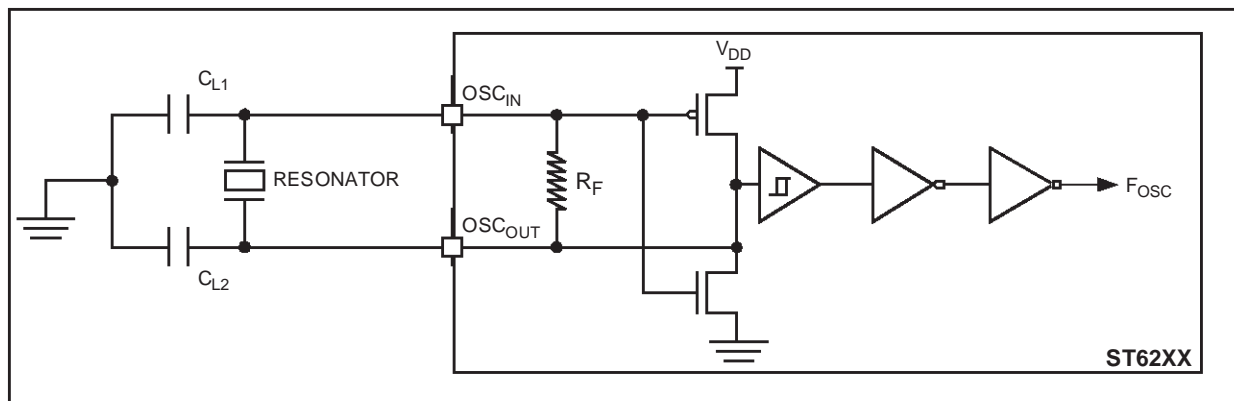 V_DD
C_L1
OSC_IN
RESONATOR
R_F
F_OSC
OSC_OUT
C_L2
ST62XX